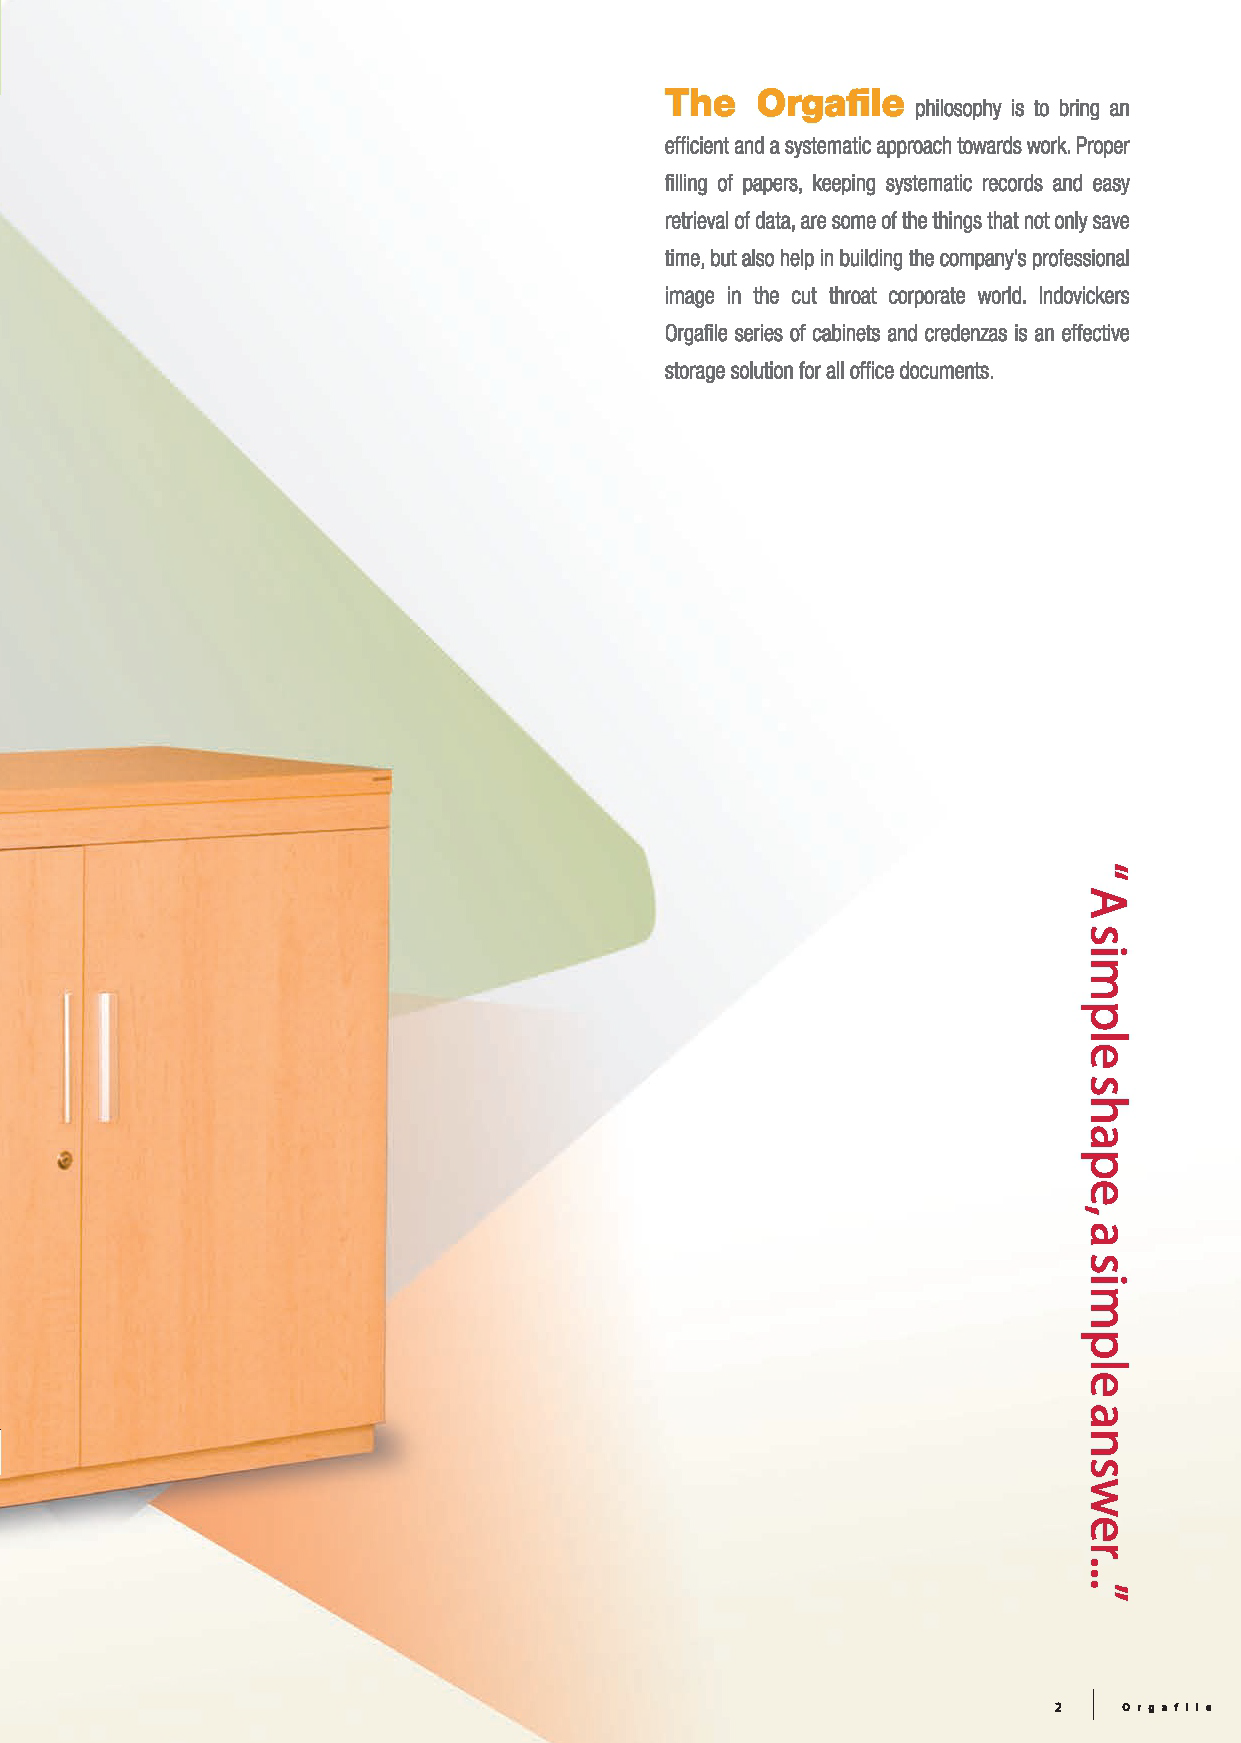 The Orgafile philosophy is to bring an
efficient and a systematic approach towards work. Proper
filling of papers, keeping systematic records and easy
retrieval of data, are some of the things that not only save
time, but also help in building the company's professional
image in the cut throat corporate world. Indovickers
Orgafile series of cabinets and credenzas is an effective
storage solution for all office documents.
“ A simple shape, a simple answer... ”
2 | Orgafile